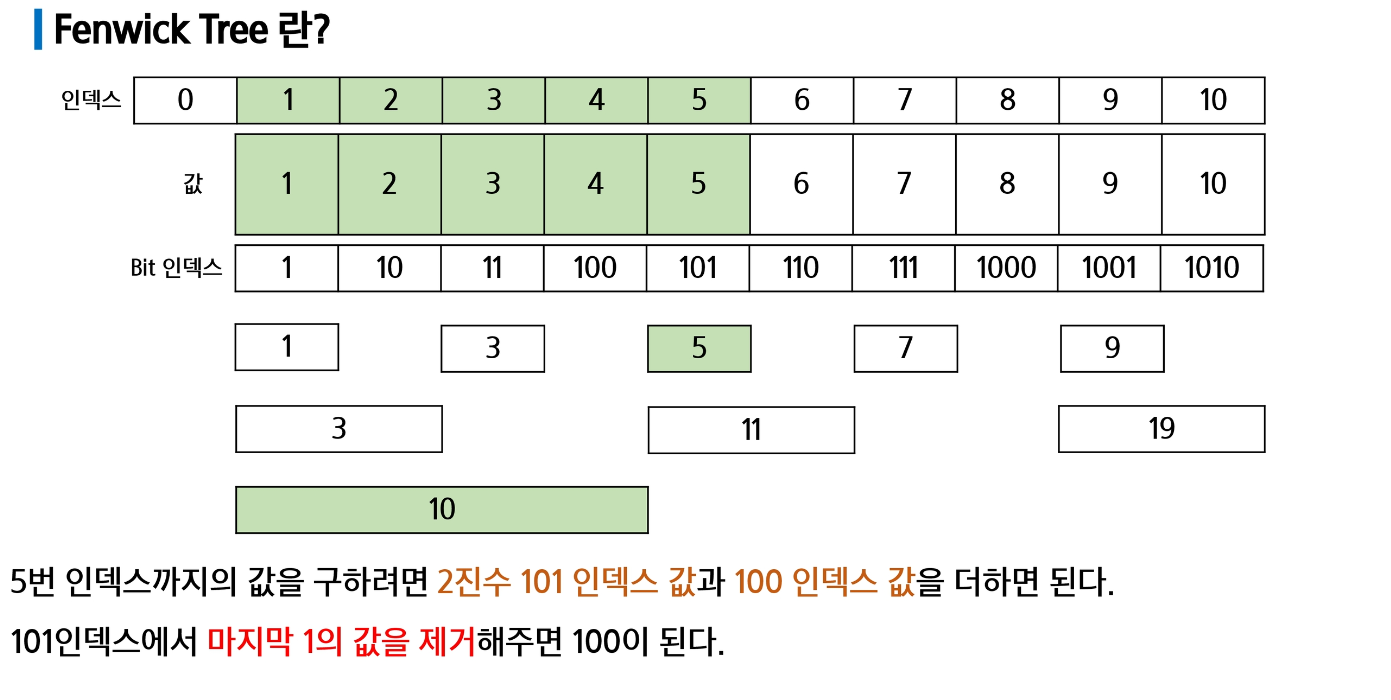 Fenwick Tree 란?
인덱스 0 1 2 3 4 5 6 7 8 9 10
값 1 2 3 4 5 6 7 8 9 10
Bit 인덱스 1 10 11 100 101 110 111 1000 1001 1010
1 3 5 7 9
3 11 19
10
5번 인덱스까지의 값을 구하려면 2진수 101 인덱스 값과 100 인덱스 값을 더하면 된다.
101인덱스에서 마지막 1의 값을 제거해주면 100이 된다.